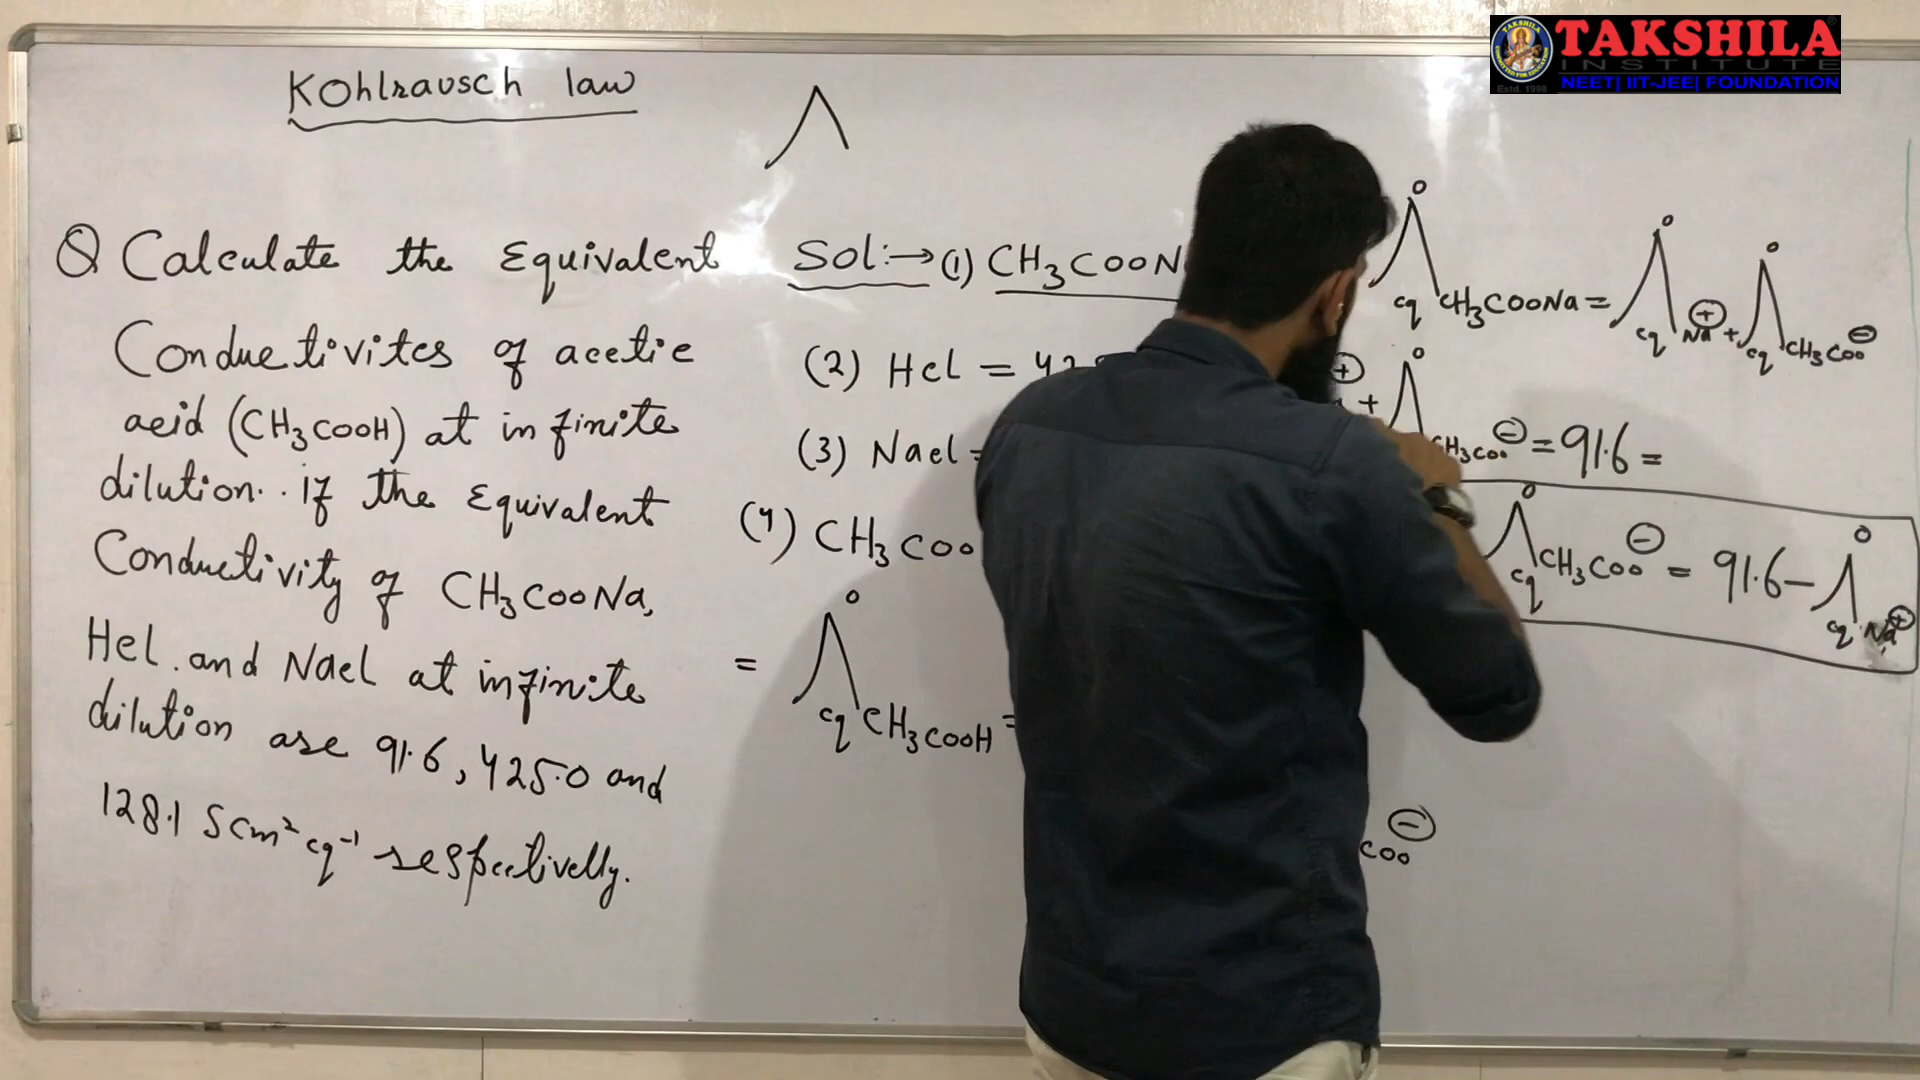 TAKSHILA
INSTITUTE
Estd. 1998 NEET| IIT-JEE| FOUNDATION
Kohlrausch law
Λ
Q Calculate the Equivalent
Conductivites of acetic
acid (CH₃COOH) at infinite
dilution. . if the Equivalent
Conductivity of CH₃COONa,
Hcl. and Nacl at infinite
dilution are 91.6, 425.0 and
128.1 Scm² eq⁻¹ respectivelly.
Sol:→ (1) CH₃COON
(2) Hcl = 42
(3) Nacl =
(4) CH₃COO
= Λ° eq CH₃COOH =
Λ° eq CH₃COONa = Λ° eq Na⊕ + Λ° eq CH₃COO⊖
⊕ + Λ° CH₃COO⊖ = 91.6 =
Λ° eq CH₃COO⊖ = 91.6 – Λ° eq Na⊕
COO⊖